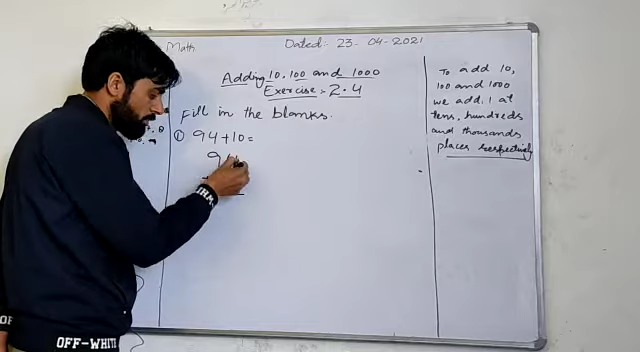 Math
Dated:- 23-04-2021
Adding 10, 100 and 1000
Exercise :- 2.4
Fill in the blanks.
① 94+10=
9
To add 10,
100 and 1000
we add 1 at
tens, hundreds
and thousands
places respectively
OFF-WHITE